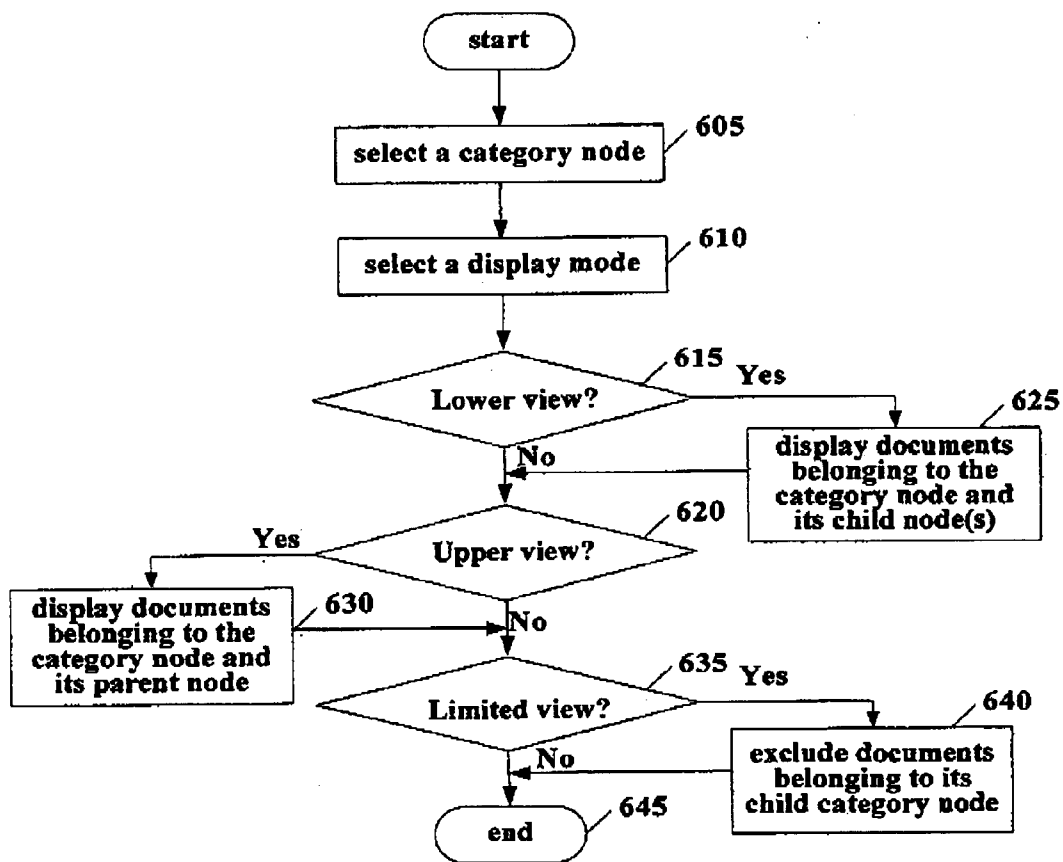 start
605
select a category node
610
select a display mode
615
Lower view?
Yes
625
display documents
belonging to the
category node and
its child node(s)
No
620
Upper view?
Yes
630
display documents
belonging to the
category node and
its parent node
No
635
Limited view?
Yes
640
exclude documents
belonging to its
child category node
No
645
end